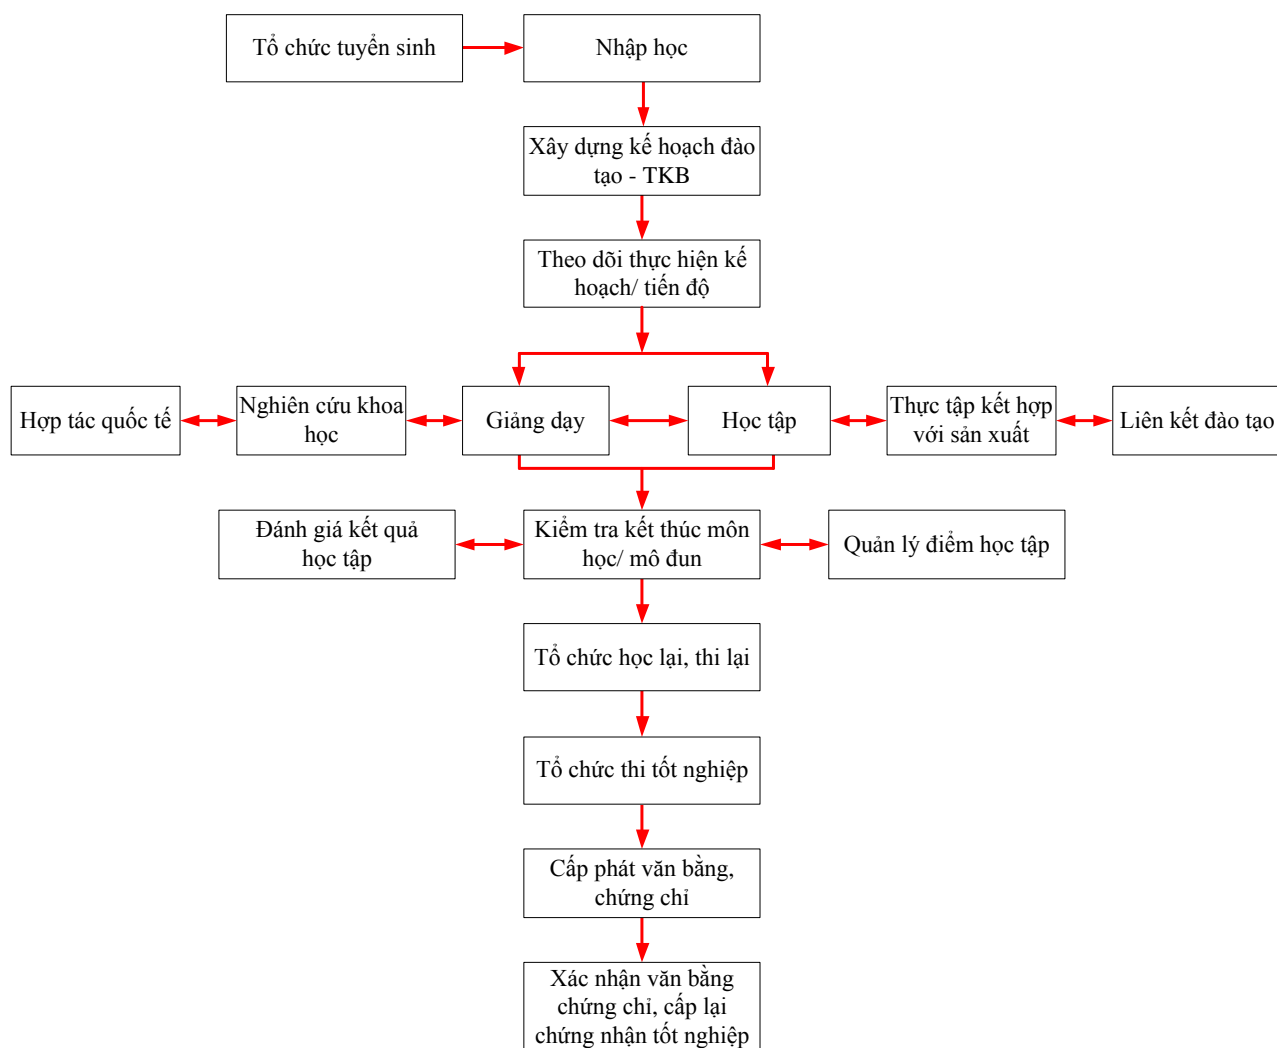 Tổ chức tuyển sinh
Nhập học
Xây dựng kế hoạch đào
tạo - TKB
Theo dõi thực hiện kế
hoạch/ tiến độ
Hợp tác quốc tế
Nghiên cứu khoa
học
Giảng dạy
Học tập
Thực tập kết hợp
với sản xuất
Liên kết đào tạo
Đánh giá kết quả
học tập
Kiểm tra kết thúc môn
học/ mô đun
Quản lý điểm học tập
Tổ chức học lại, thi lại
Tổ chức thi tốt nghiệp
Cấp phát văn bằng,
chứng chỉ
Xác nhận văn bằng
chứng chỉ, cấp lại
chứng nhận tốt nghiệp